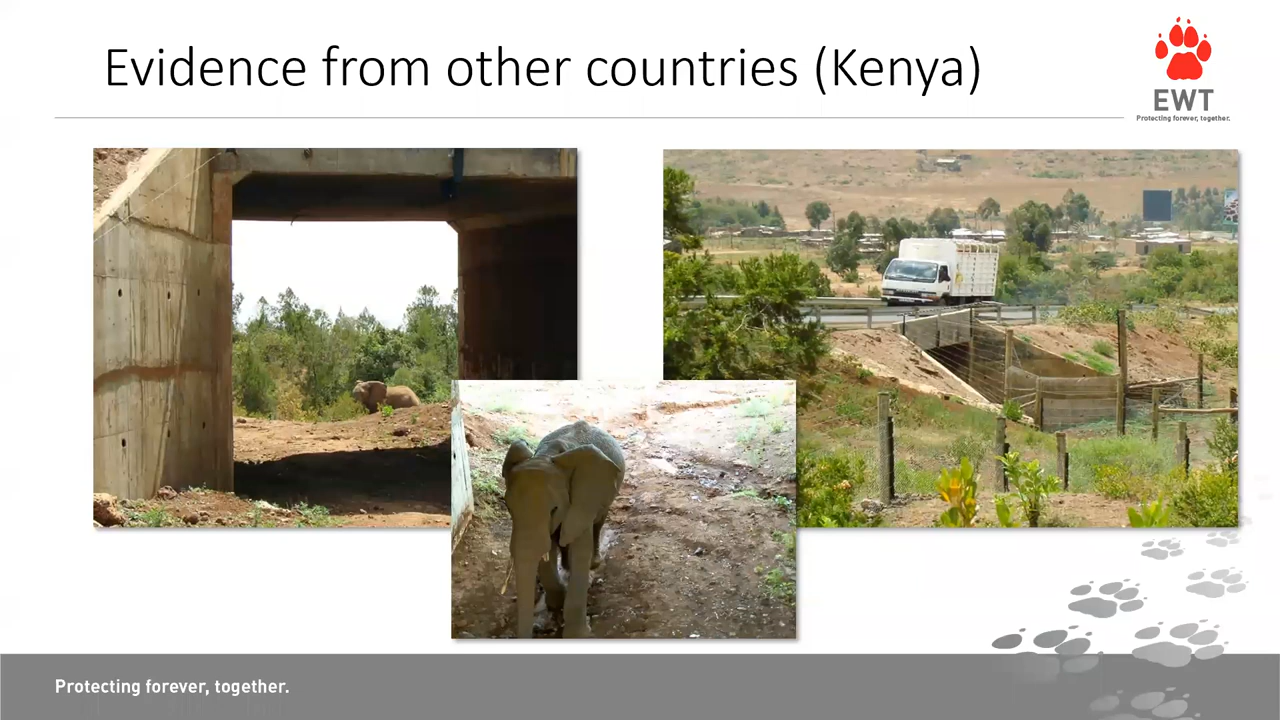 Evidence from other countries (Kenya)
EWT
Protecting forever, together.
Protecting forever, together.